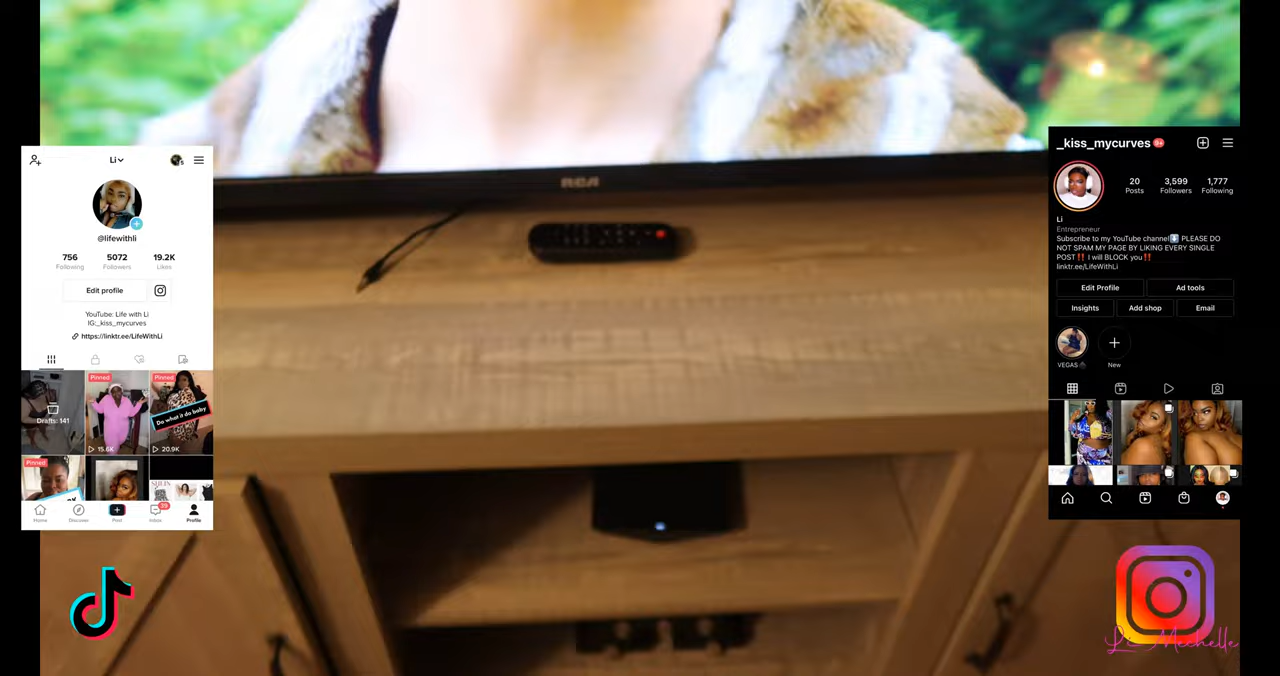 Li
5
@lifewithli
756 5072 19.2K
Following Followers Likes
Edit profile
YouTube: Life with Li
IG:_kiss_mycurves
https://linktr.ee/LifeWithLi
Drafts: 141
Pinned
15.6K
Pinned
Do what it do baby
20.9K
Pinned
Home Discover Post Inbox 29 Profile
RCA
_kiss_mycurves 9+
20 3,599 1,777
Posts Followers Following
Li
Entrepreneur
Subscribe to my YouTube channel⬇️ PLEASE DO
NOT SPAM MY PAGE BY LIKING EVERY SINGLE
POST‼️ I will BLOCK you‼️
linktr.ee/LifeWithLi
Edit Profile Ad tools
Insights Add shop Email
VEGAS New
Li Mechelle